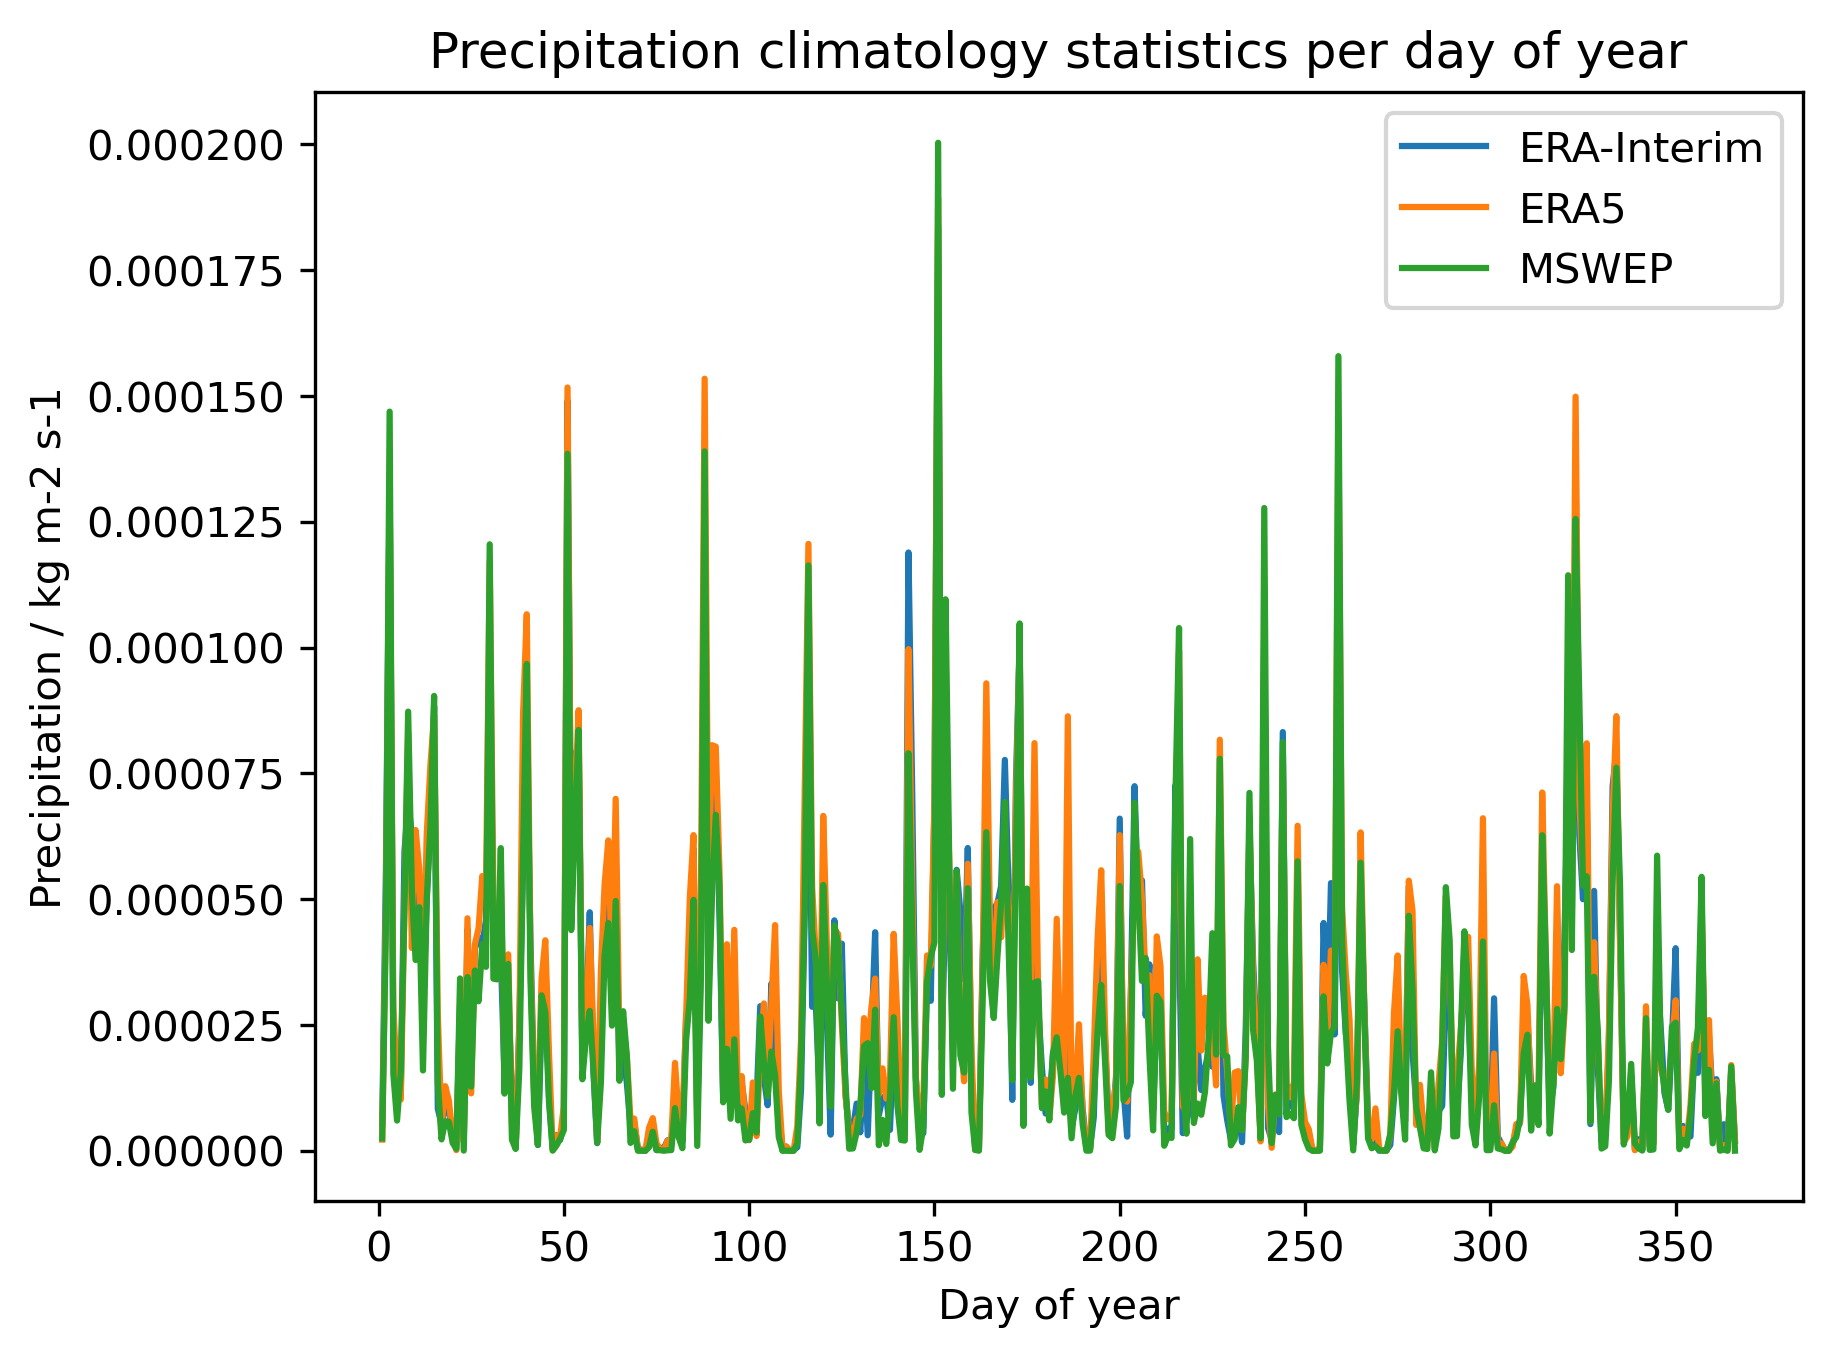 Precipitation climatology statistics per day of year
ERA-Interim
ERA5
MSWEP
Precipitation / kg m-2 s-1
0.000200
0.000175
0.000150
0.000125
0.000100
0.000075
0.000050
0.000025
0.000000
0 50 100 150 200 250 300 350
Day of year